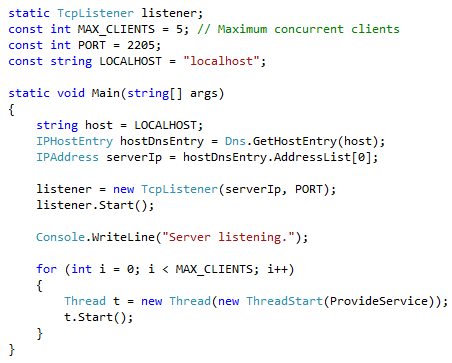 static TcpListener listener;
const int MAX_CLIENTS = 5; // Maximum concurrent clients
const int PORT = 2205;
const string LOCALHOST = "localhost";

static void Main(string[] args)
{
    string host = LOCALHOST;
    IPHostEntry hostDnsEntry = Dns.GetHostEntry(host);
    IPAddress serverIp = hostDnsEntry.AddressList[0];

    listener = new TcpListener(serverIp, PORT);
    listener.Start();

    Console.WriteLine("Server listening.");

    for (int i = 0; i < MAX_CLIENTS; i++)
    {
        Thread t = new Thread(new ThreadStart(ProvideService));
        t.Start();
    }
}